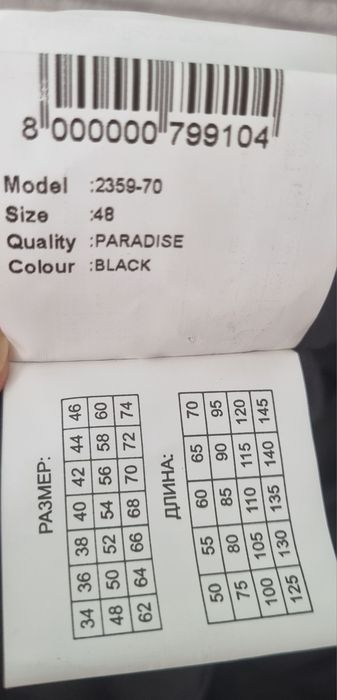 8 000000 799104
Model :2359-70
Size :48
Quality :PARADISE
Colour :BLACK
РАЗМЕР:
34 36 38 40 42 44 46
48 50 52 54 56 58 60
62 64 66 68 70 72 74
ДЛИНА:
50 55 60 65 70
75 80 85 90 95
100 105 110 115 120
125 130 135 140 145